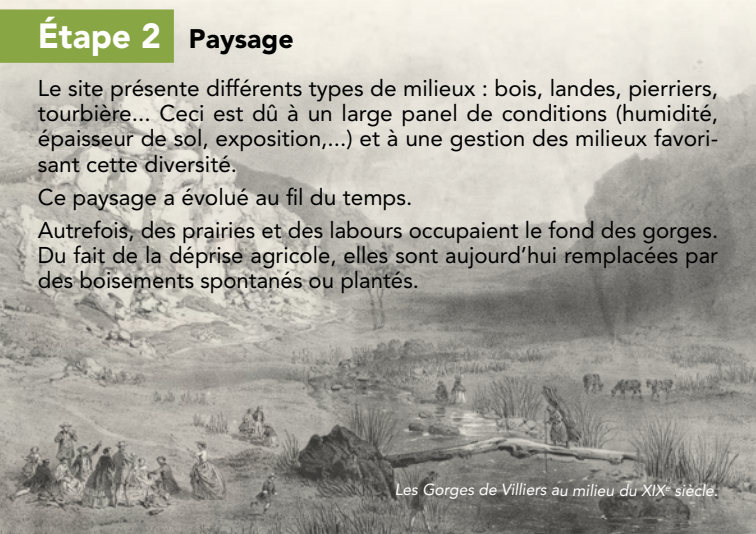 Étape 2 Paysage
Le site présente différents types de milieux : bois, landes, pierriers,
tourbière... Ceci est dû à un large panel de conditions (humidité,
épaisseur de sol, exposition,...) et à une gestion des milieux favori-
sant cette diversité.
Ce paysage a évolué au fil du temps.
Autrefois, des prairies et des labours occupaient le fond des gorges.
Du fait de la déprise agricole, elles sont aujourd’hui remplacées par
des boisements spontanés ou plantés.
Les Gorges de Villiers au milieu du XIXe siècle.